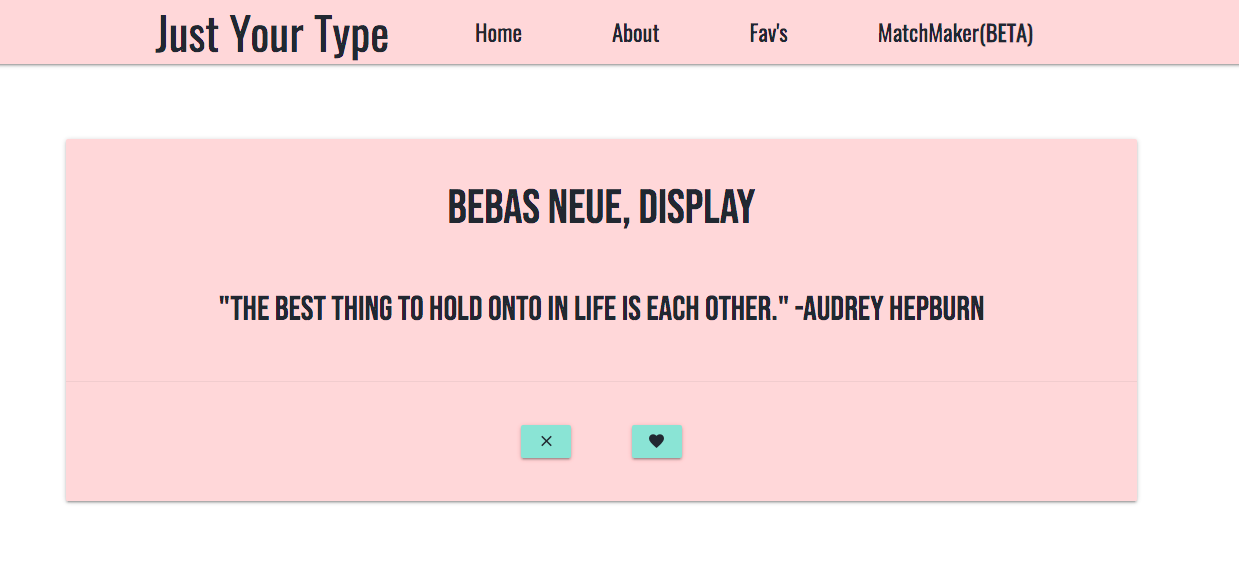 Just Your Type Home About Fav's MatchMaker(BETA)
BEBAS NEUE, DISPLAY
"THE BEST THING TO HOLD ONTO IN LIFE IS EACH OTHER." -AUDREY HEPBURN